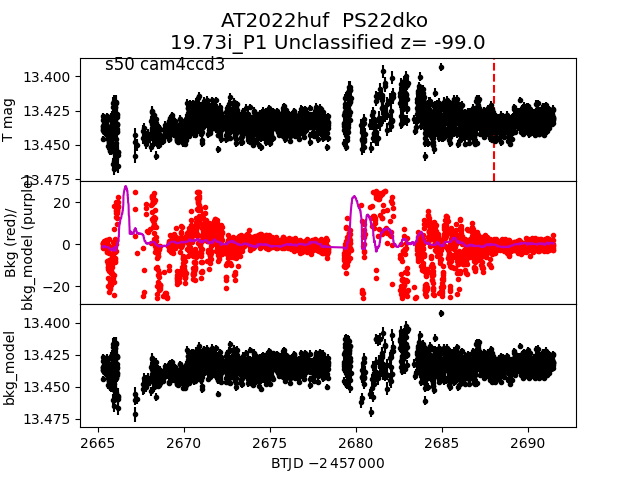 AT2022huf PS22dko
19.73i_P1 Unclassified z= -99.0
s50 cam4ccd3
T mag
13.400
13.425
13.450
13.475
Bkg (red)/
bkg_model (purple)
20
0
−20
bkg_model
13.400
13.425
13.450
13.475
2665 2670 2675 2680 2685 2690
BTJD −2 457 000